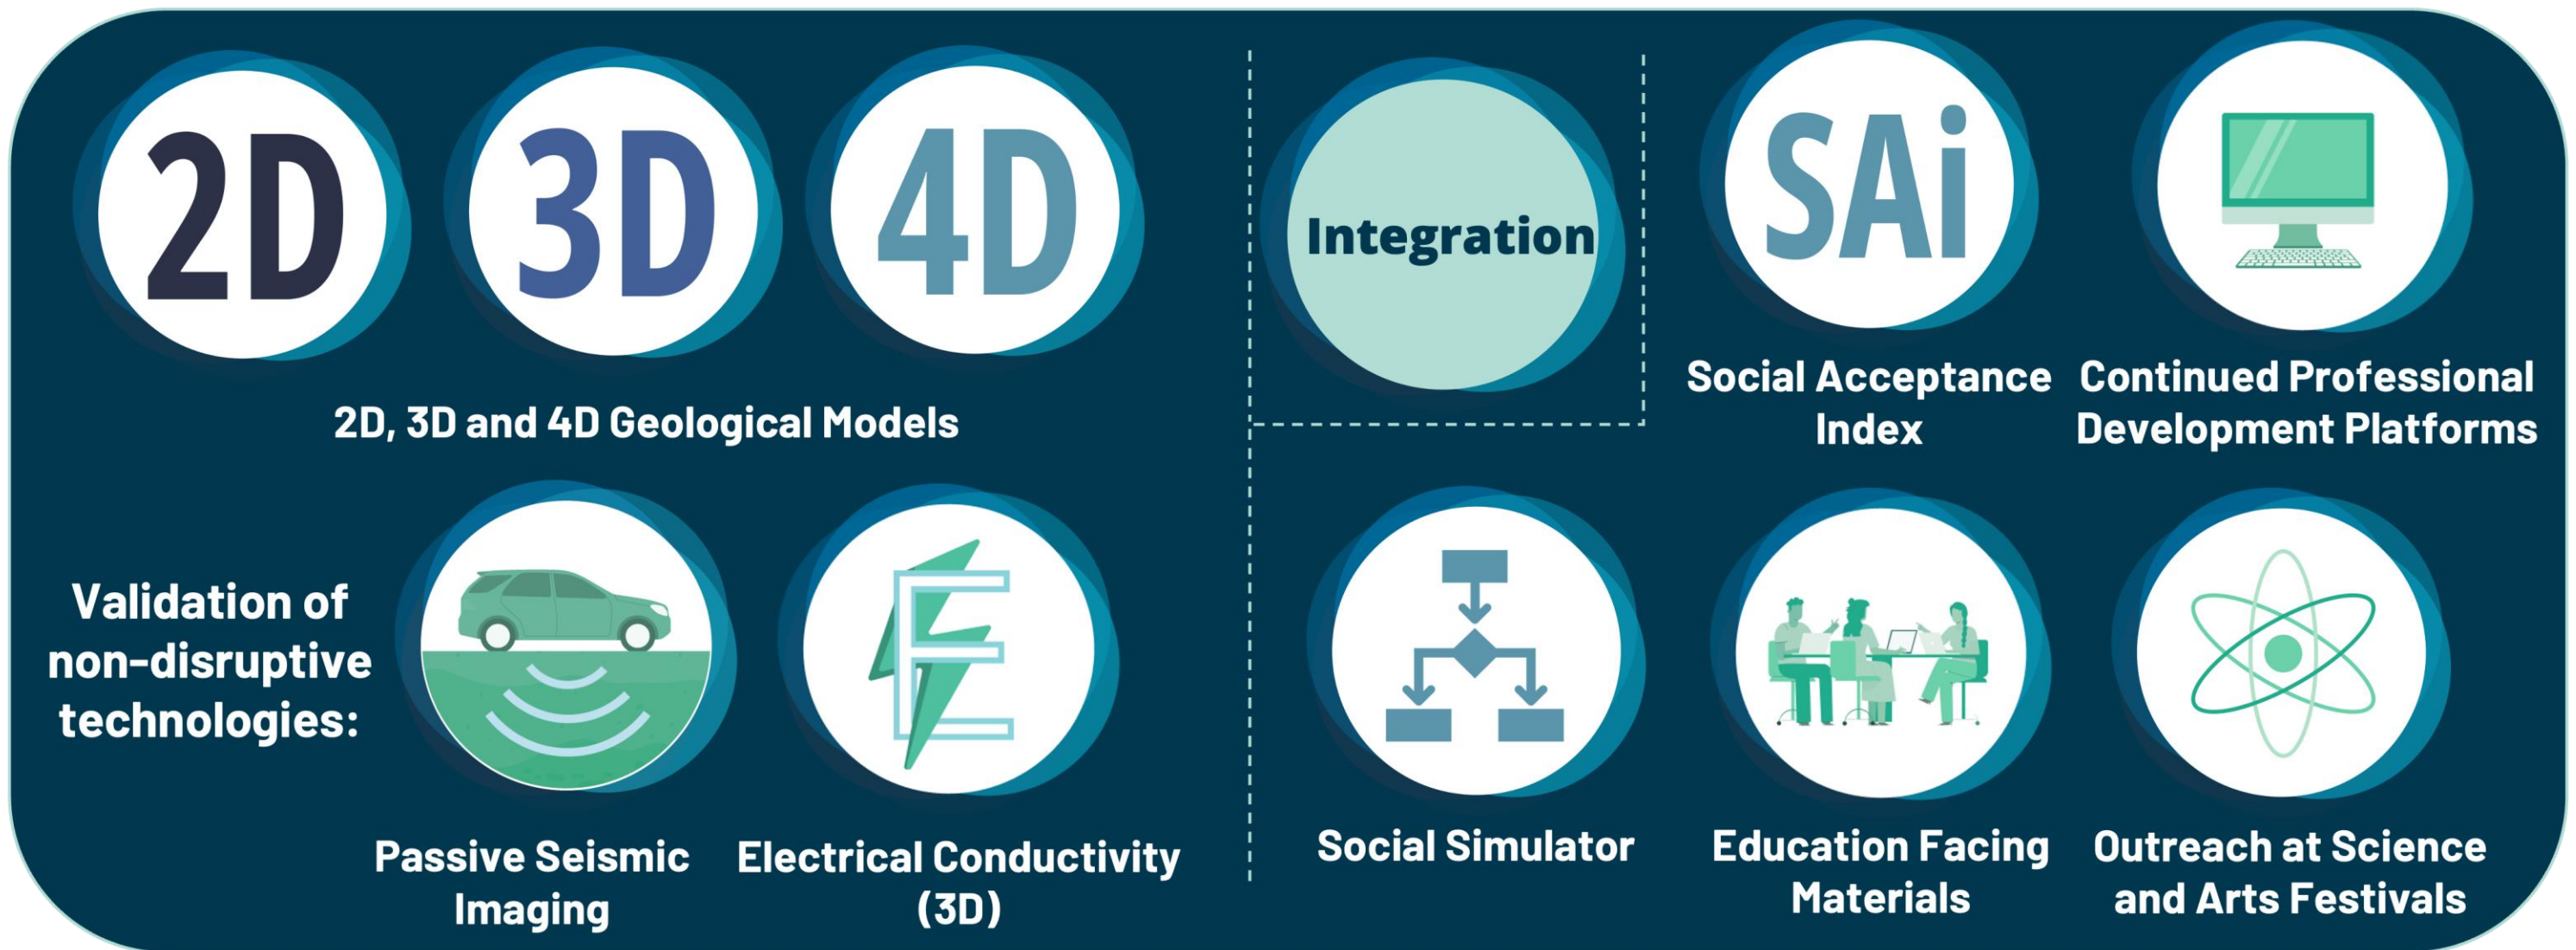 2D
3D
4D
2D, 3D and 4D Geological Models
Validation of
non-disruptive
technologies:
Passive Seismic
Imaging
E
Electrical Conductivity
(3D)
Integration
SAi
Social Acceptance
Index
Continued Professional
Development Platforms
Social Simulator
Education Facing
Materials
Outreach at Science
and Arts Festivals